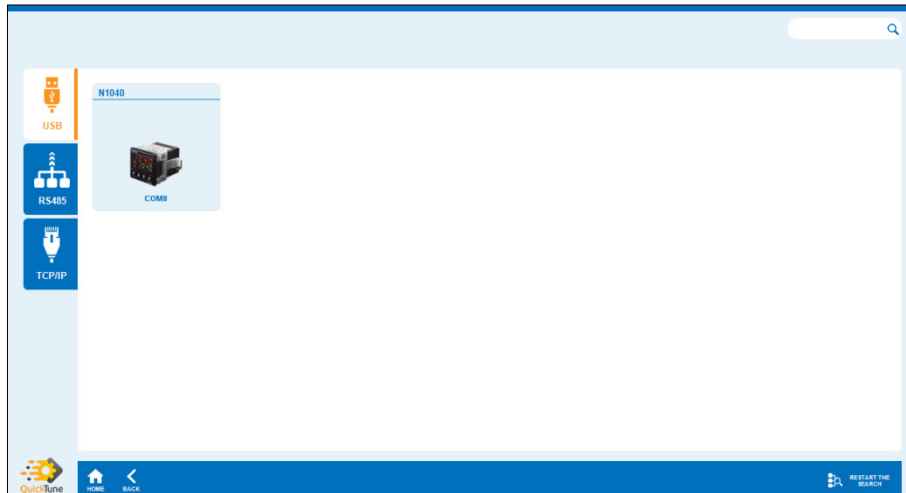 USB
N1040
COM8
RS485
TCP/IP
QuickTune
HOME
BACK
RESTART THE
SEARCH